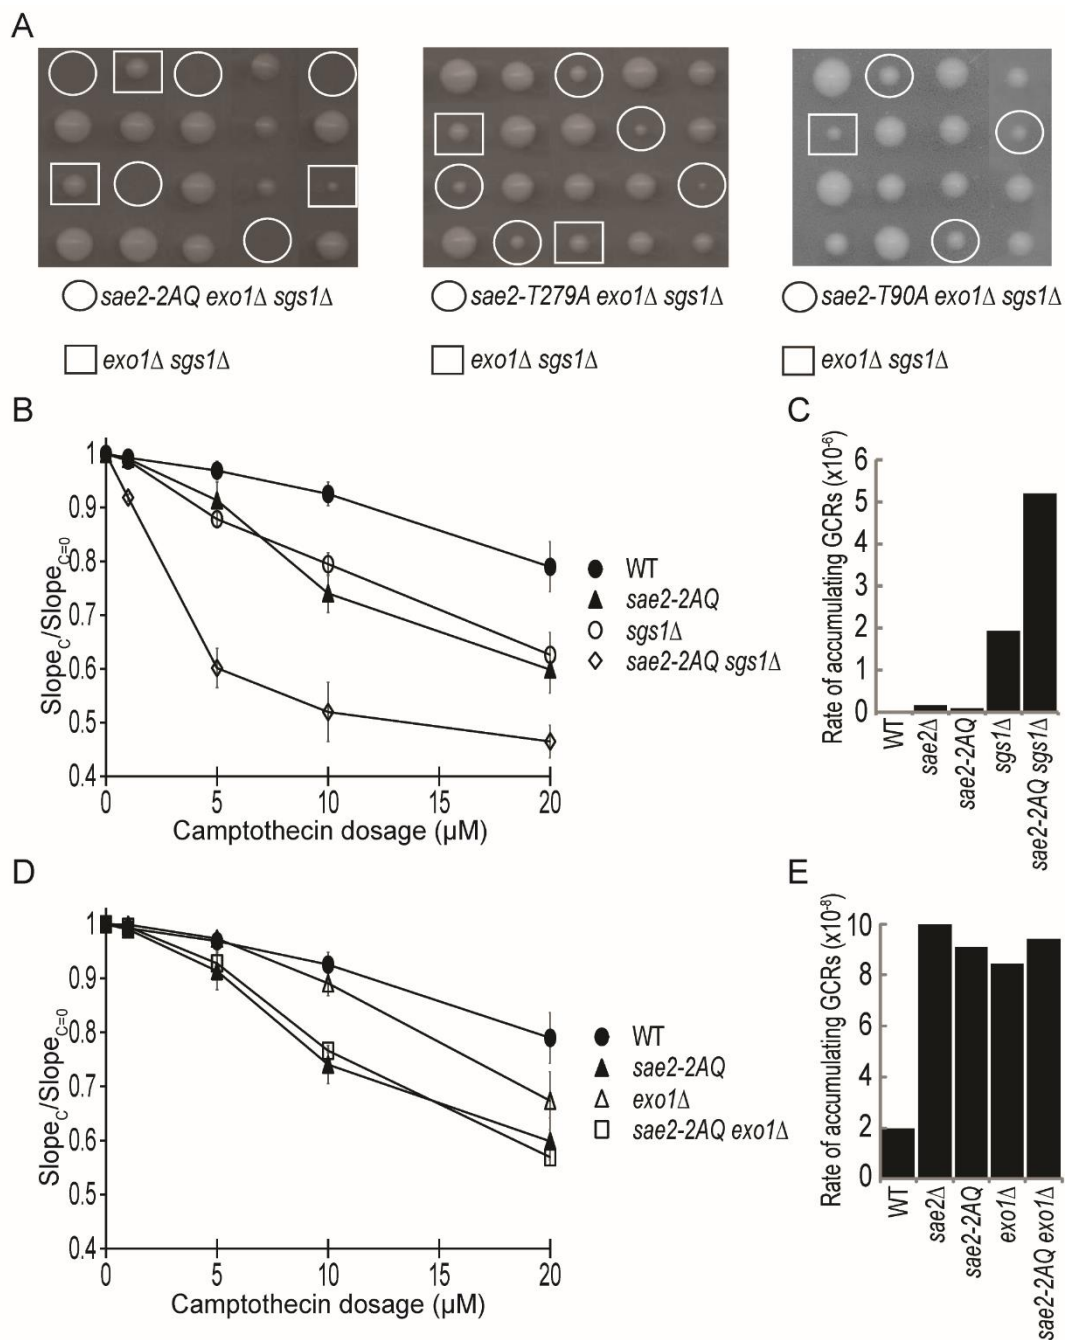 A
sae2-2AQ exo1Δ sgs1Δ
sae2-T279A exo1Δ sgs1Δ
sae2-T90A exo1Δ sgs1Δ
exo1Δ sgs1Δ
exo1Δ sgs1Δ
exo1Δ sgs1Δ
B
1
0.9
0.8
0.7
0.6
0.5
0.4
0
5
10
15
20
Slope_C/Slope_C=0
Camptothecin dosage (µM)
WT
sae2-2AQ
sgs1Δ
sae2-2AQ sgs1Δ
C
Rate of accumulating GCRs (x10⁻⁶)
6
5
4
3
2
1
0
WT
sae2Δ
sae2-2AQ
sgs1Δ
sae2-2AQ sgs1Δ
D
1
0.9
0.8
0.7
0.6
0.5
0.4
0
5
10
15
20
Slope_C/Slope_C=0
Camptothecin dosage (µM)
WT
sae2-2AQ
exo1Δ
sae2-2AQ exo1Δ
E
Rate of accumulating GCRs (x10⁻⁸)
10
8
6
4
2
0
WT
sae2Δ
sae2-2AQ
exo1Δ
sae2-2AQ exo1Δ